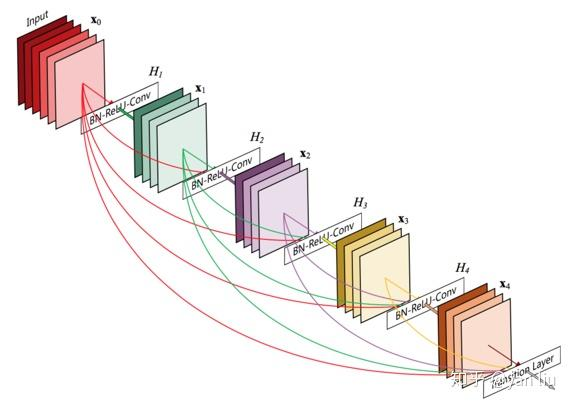 Input
x0
H1
BN-ReLU-Conv
x1
H2
BN-ReLU-Conv
x2
H3
BN-ReLU-Conv
x3
H4
BN-ReLU-Conv
x4
Transition Layer
知乎